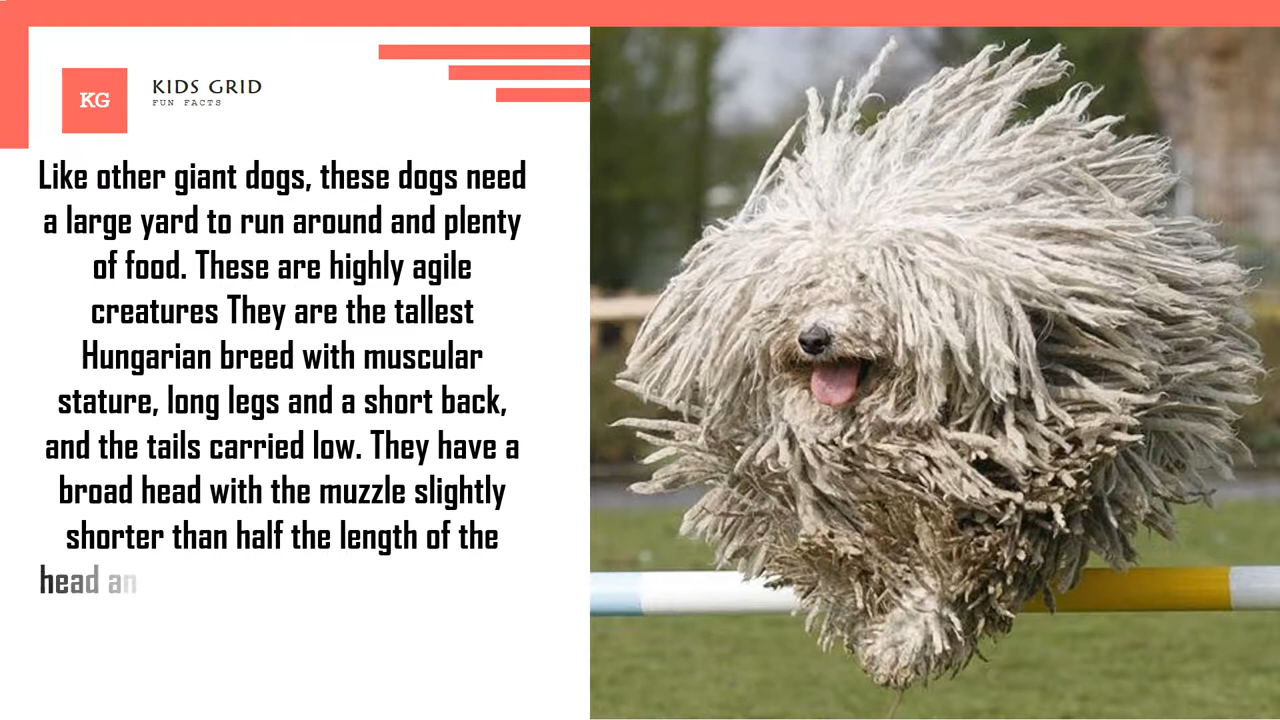 KG
KIDS GRID
FUN FACTS
Like other giant dogs, these dogs need
a large yard to run around and plenty
of food. These are highly agile
creatures They are the tallest
Hungarian breed with muscular
stature, long legs and a short back,
and the tails carried low. They have a
broad head with the muzzle slightly
shorter than half the length of the
head an